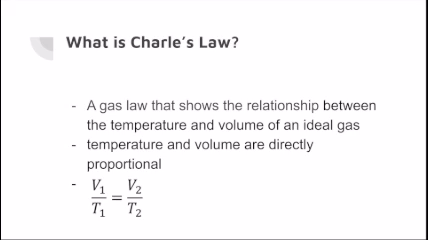 What is Charle's Law?
- A gas law that shows the relationship between
the temperature and volume of an ideal gas
- temperature and volume are directly
proportional
- V₁/T₁ = V₂/T₂